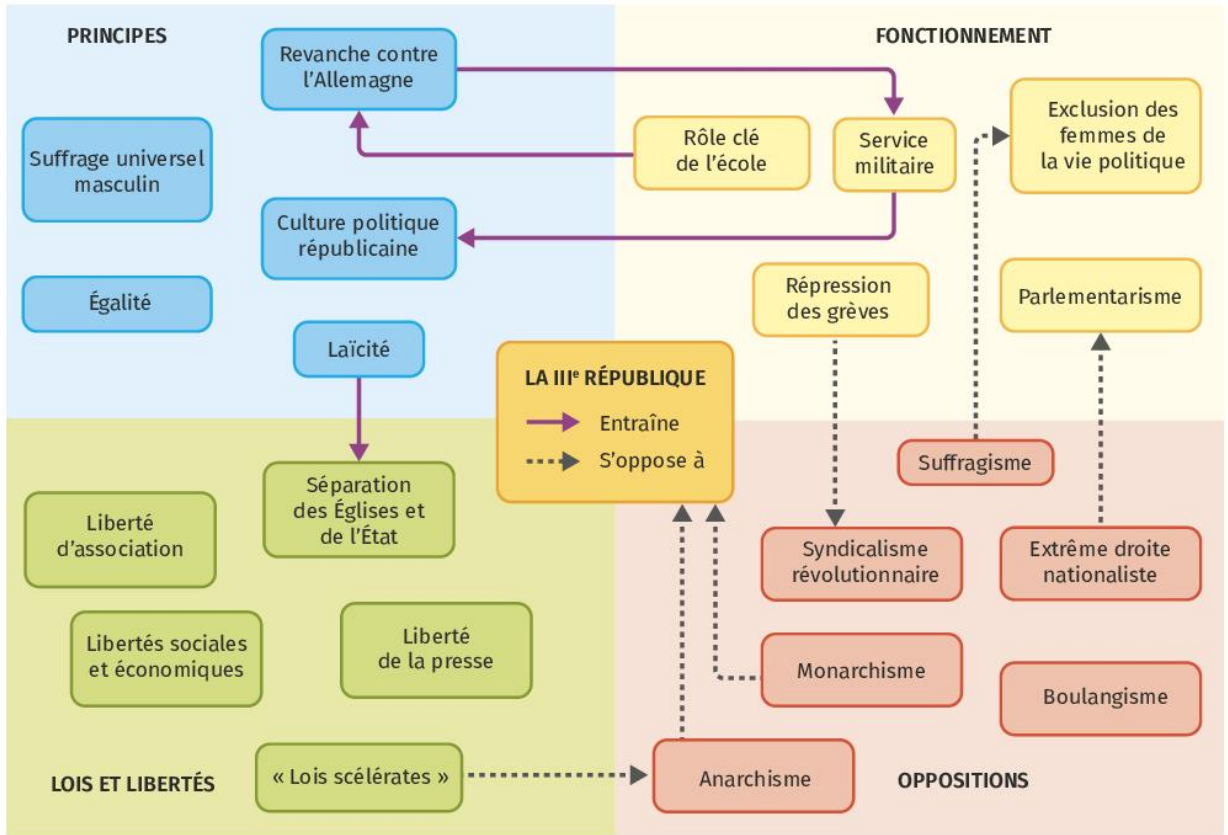 PRINCIPES
Revanche contre
l'Allemagne
Suffrage universel
masculin
Culture politique
républicaine
Égalité
Laïcité
FONCTIONNEMENT
Rôle clé
de l'école
Service
militaire
Exclusion des
femmes de
la vie politique
Répression
des grèves
Parlementarisme
LA IIIe RÉPUBLIQUE
Entraîne
S'oppose à
Séparation
des Églises et
de l'État
Liberté
d'association
Libertés sociales
et économiques
Liberté
de la presse
« Lois scélérates »
LOIS ET LIBERTÉS
Suffragisme
Syndicalisme
révolutionnaire
Extrême droite
nationaliste
Monarchisme
Boulangisme
Anarchisme
OPPOSITIONS